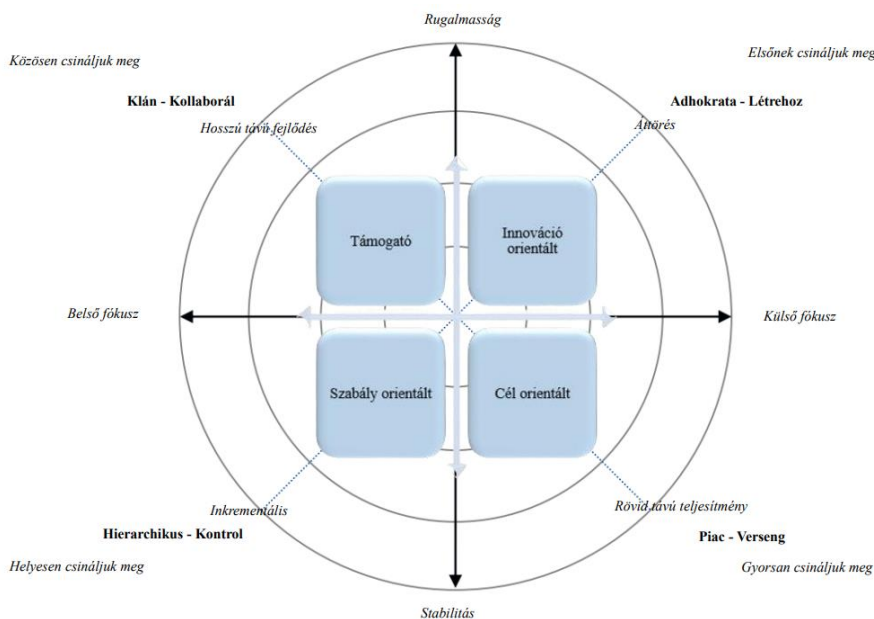 Rugalmasság
Közösen csináljuk meg
Elsőnek csináljuk meg
Klán - Kollaborál
Adhokrata - Létrehoz
Hosszú távú fejlődés
Áttörés
Támogató
Innováció
orientált
Belső fókusz
Külső fókusz
Szabály orientált
Cél orientált
Inkrementális
Rövid távú teljesítmény
Hierarchikus - Kontrol
Piac - Verseng
Helyesen csináljuk meg
Gyorsan csináljuk meg
Stabilitás